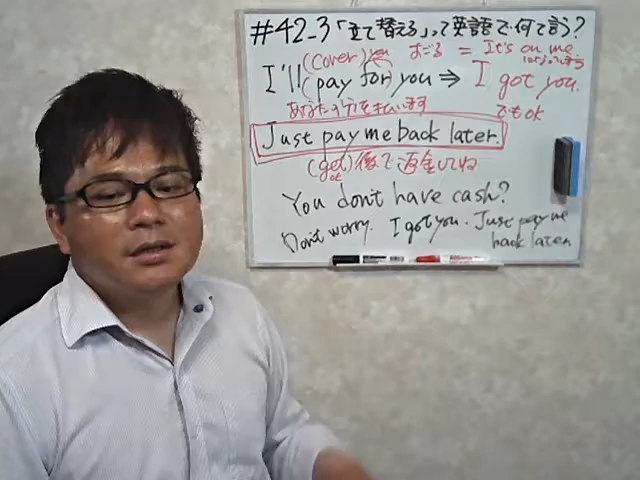 #42_3「立て替える」って英語で何て言う?
(cover) you おごる = It's on me.
I'll (pay for) you ⇒ I got you.
あなたの分を払います でもOK
Just pay me back later.
(get) 後で返金してね
You don't have cash?
Don't worry. I got you. Just pay me
back later.